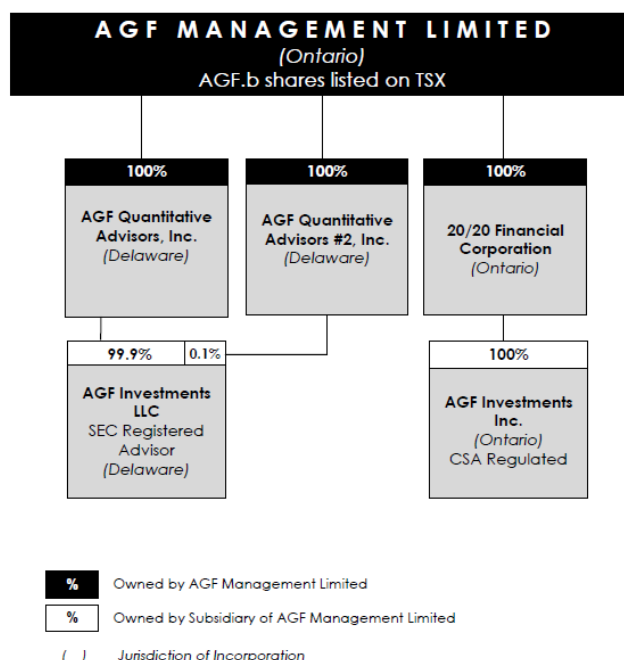 AGF MANAGEMENT LIMITED
(Ontario)
AGF.b shares listed on TSX
100%
AGF Quantitative
Advisors, Inc.
(Delaware)
100%
AGF Quantitative
Advisors #2, Inc.
(Delaware)
100%
20/20 Financial
Corporation
(Ontario)
99.9%
0.1%
AGF Investments
LLC
SEC Registered
Advisor
(Delaware)
100%
AGF Investments
Inc.
(Ontario)
CSA Regulated
% Owned by AGF Management Limited
% Owned by Subsidiary of AGF Management Limited
( ) Jurisdiction of Incorporation